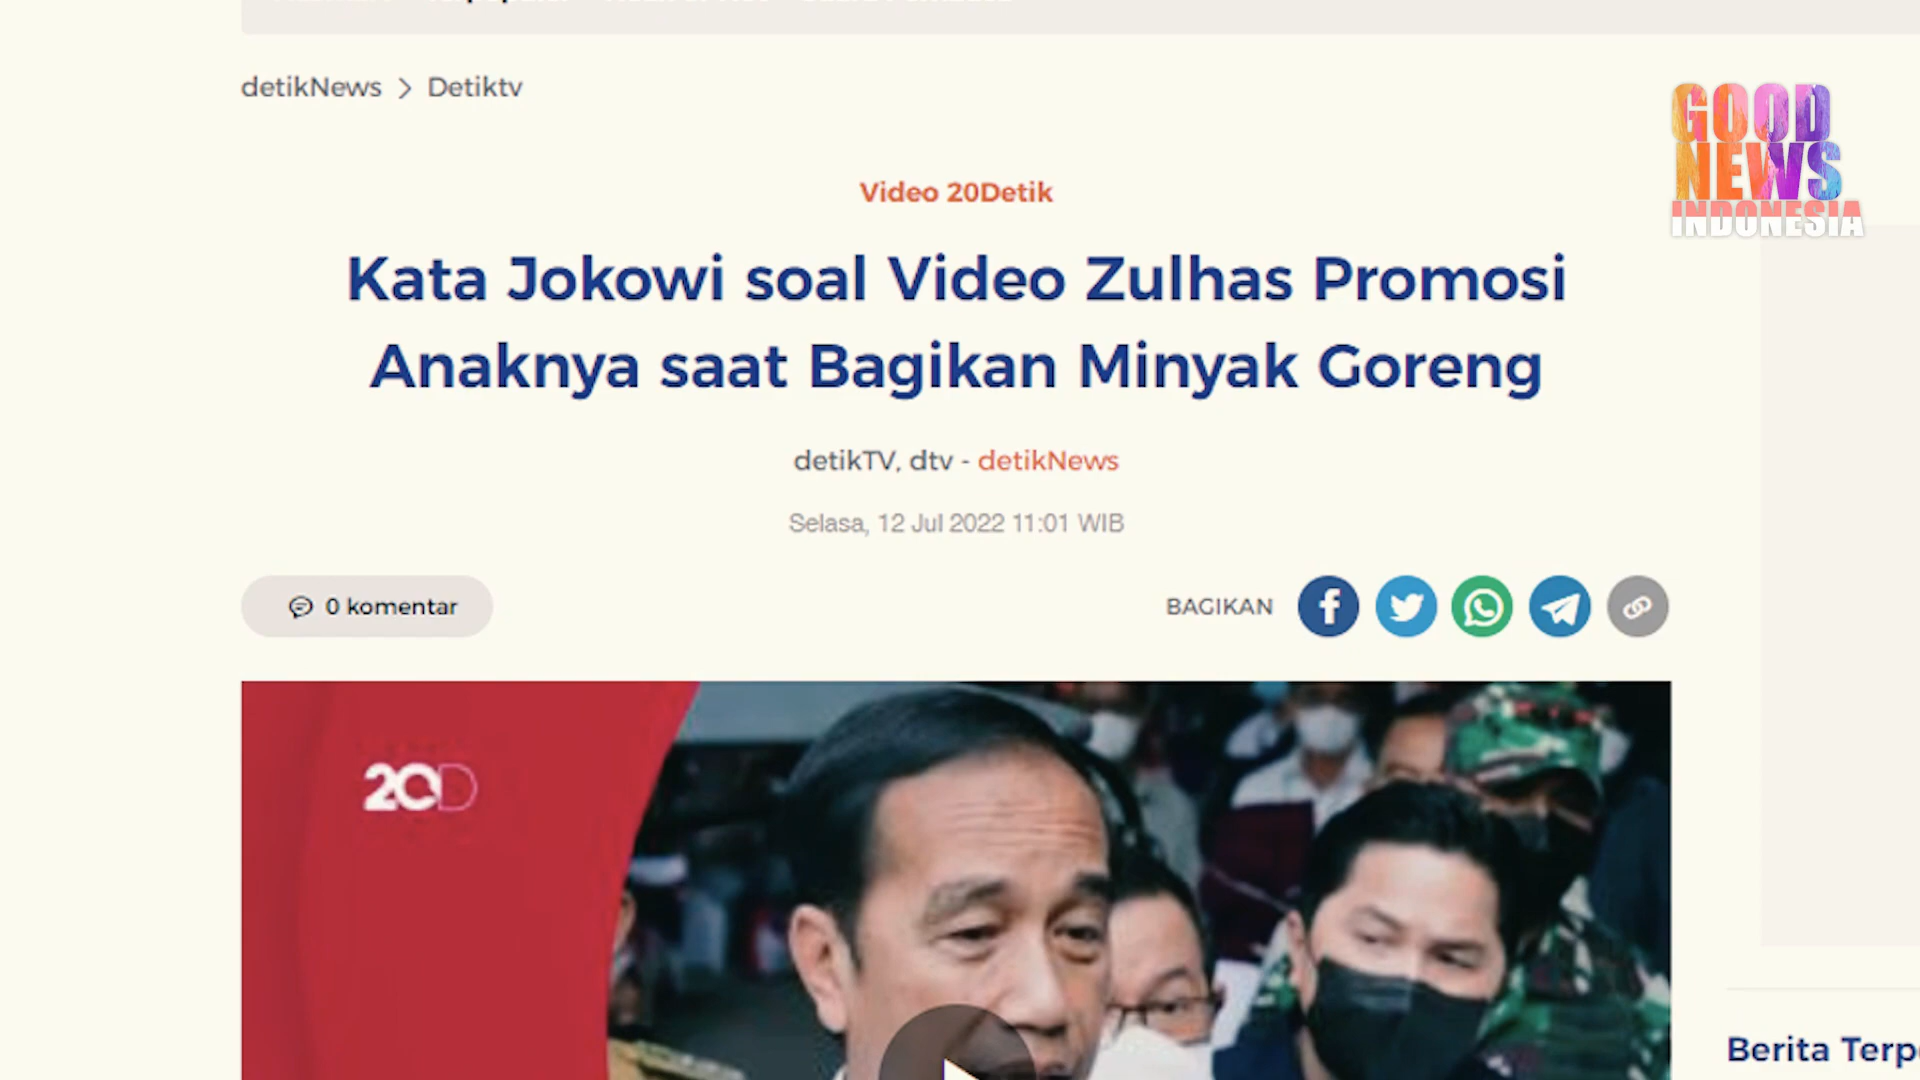 detikNews > Detiktv
GOOD
NEWS
INDONESIA
Video 20Detik
Kata Jokowi soal Video Zulhas Promosi
Anaknya saat Bagikan Minyak Goreng
detikTV, dtv - detikNews
Selasa, 12 Jul 2022 11:01 WIB
0 komentar
BAGIKAN
20D
Berita